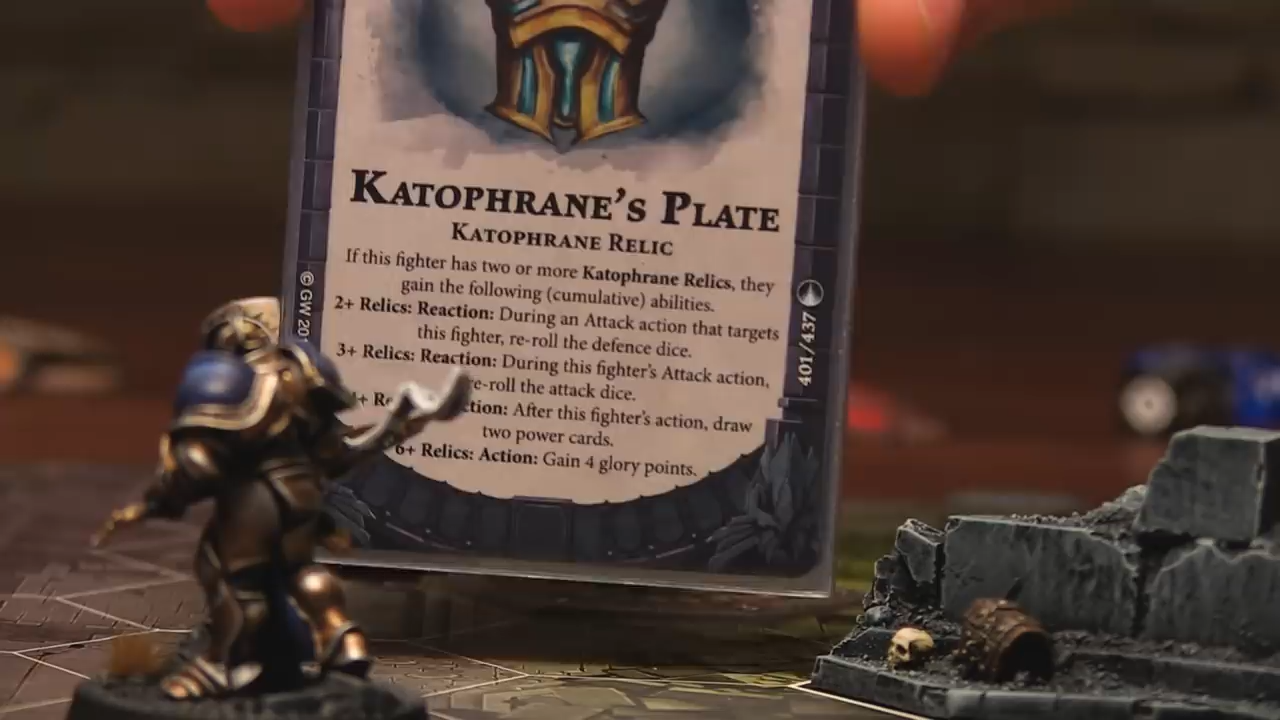 KATOPHRANE'S PLATE
KATOPHRANE RELIC
If this fighter has two or more Katophrane Relics, they
gain the following (cumulative) abilities.
2+ Relics: Reaction: During an Attack action that targets
this fighter, re-roll the defence dice.
3+ Relics: Reaction: During this fighter's Attack action,
re-roll the attack dice.
+ Re ction: After this fighter's action, draw
two power cards.
6+ Relics: Action: Gain 4 glory points.
© GW 20
401/437